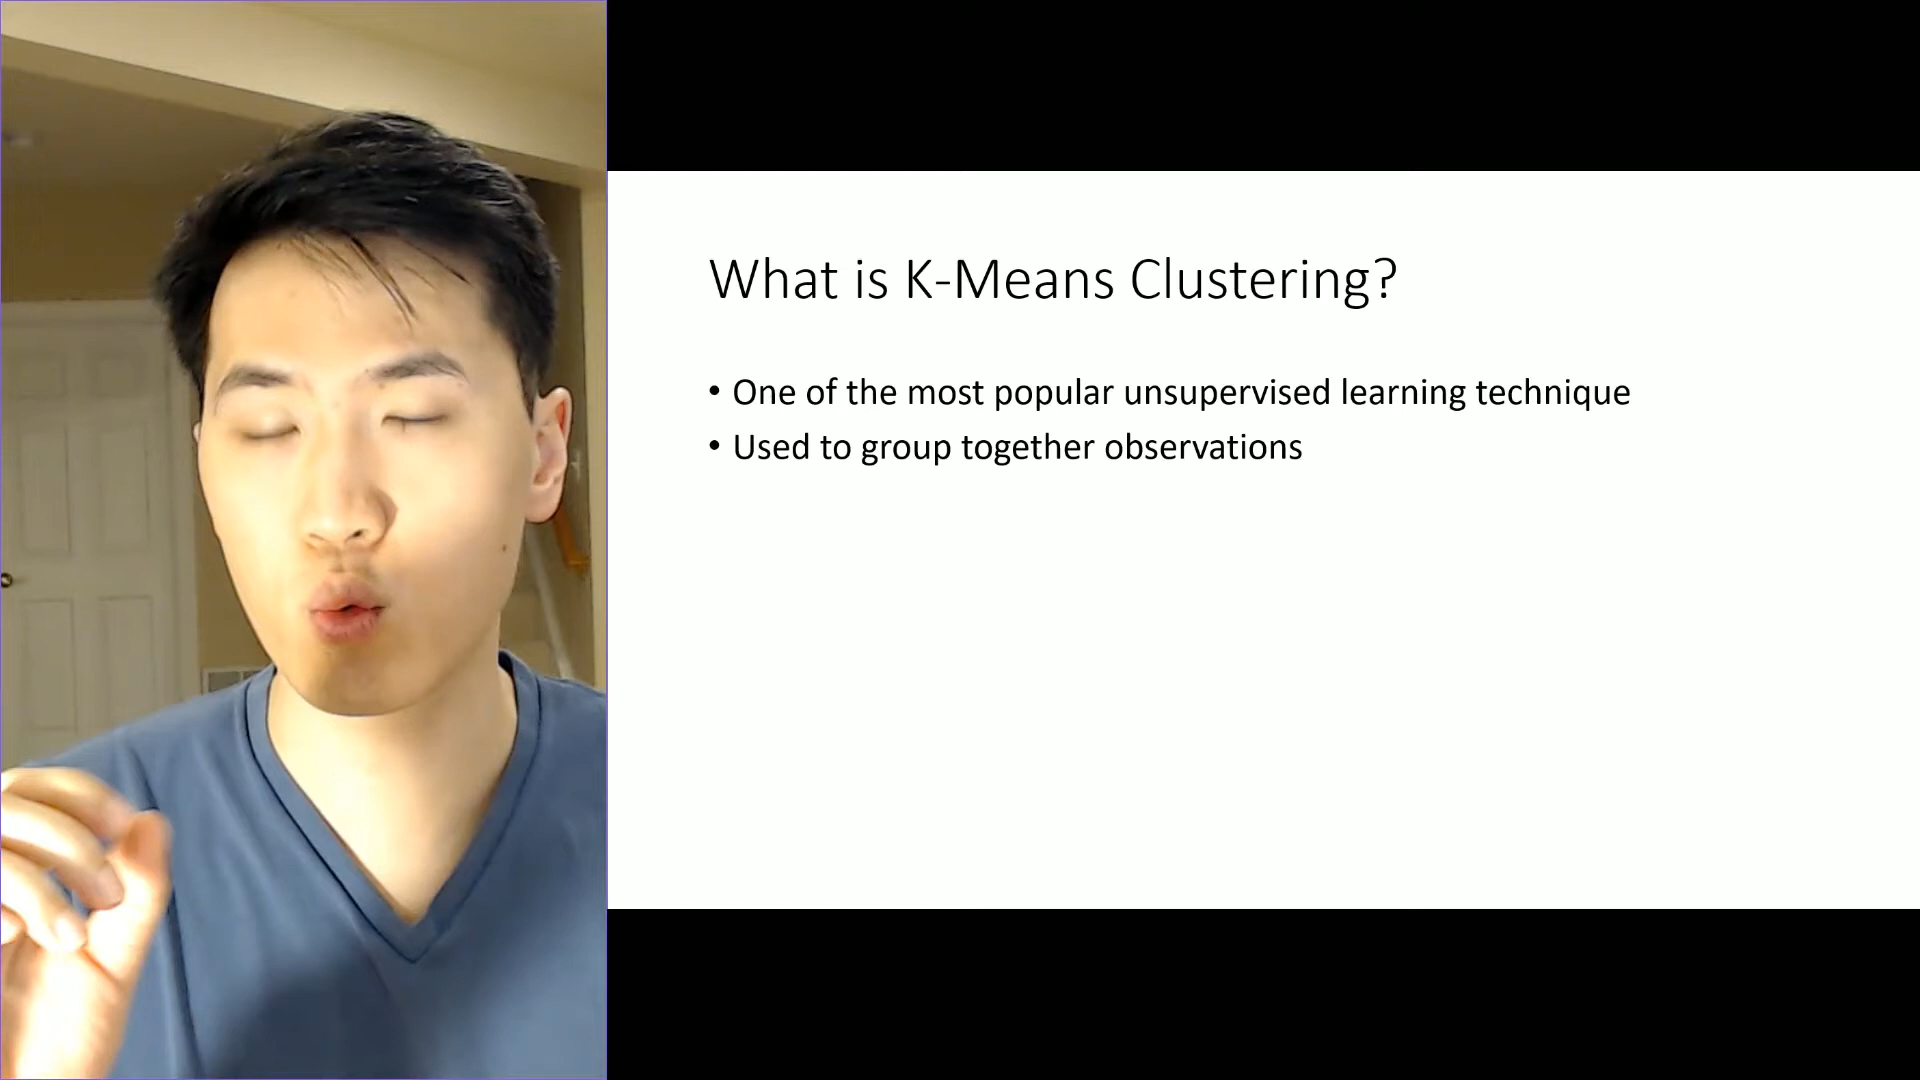 What is K-Means Clustering?
• One of the most popular unsupervised learning technique
• Used to group together observations